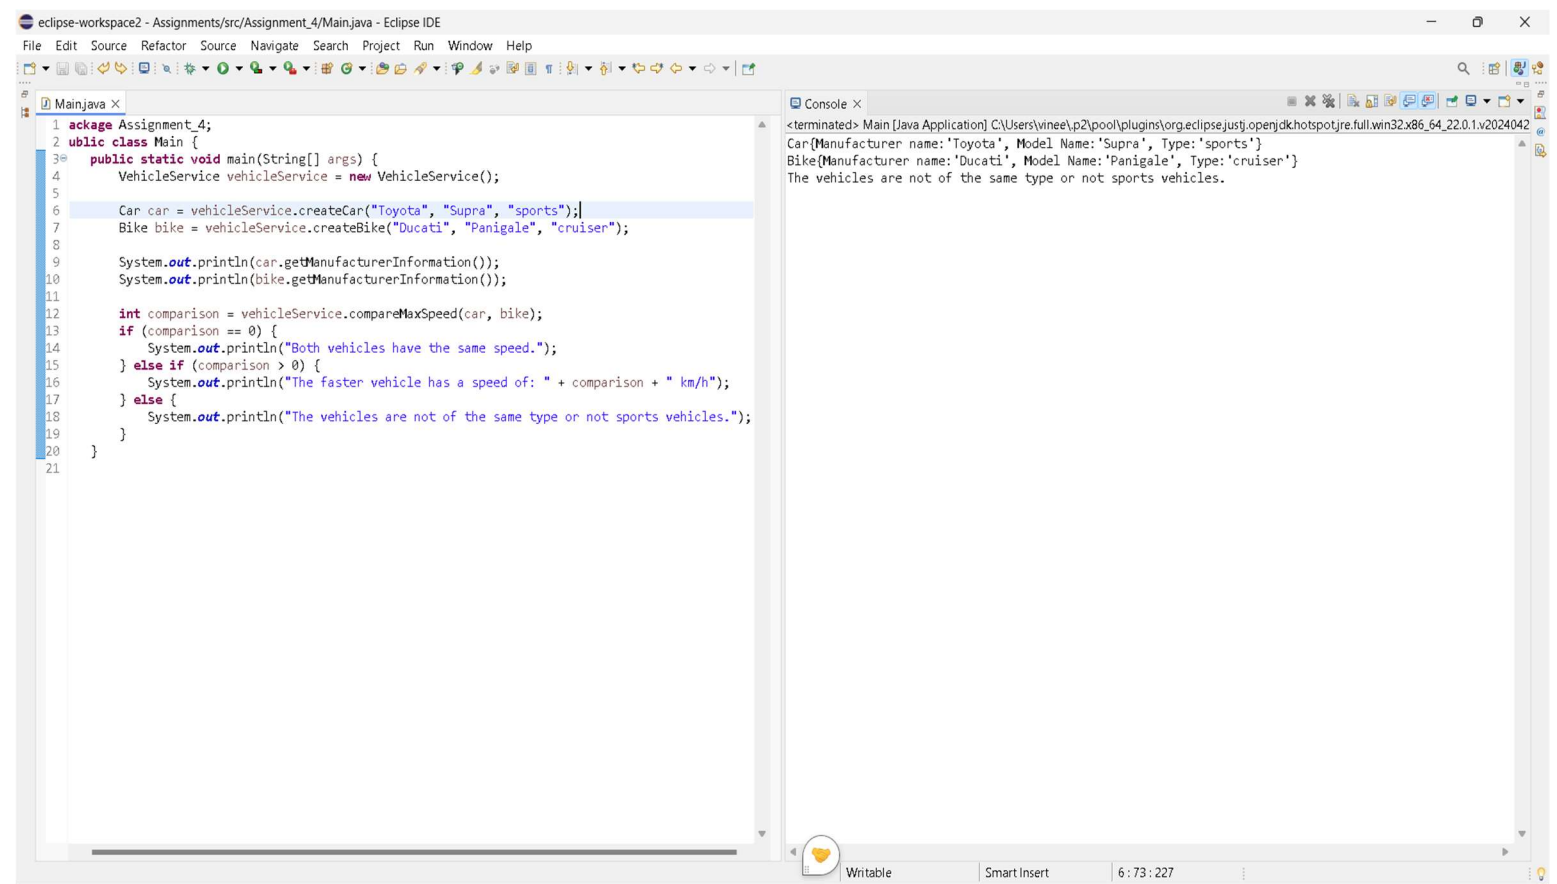 eclipse-workspace2 - Assignments/src/Assignment_4/Main.java - Eclipse IDE
File Edit Source Refactor Source Navigate Search Project Run Window Help
Main.java
1 ackage Assignment_4;
2 ublic class Main {
3 public static void main(String[] args) {
4 VehicleService vehicleService = new VehicleService();
5
6 Car car = vehicleService.createCar("Toyota", "Supra", "sports");
7 Bike bike = vehicleService.createBike("Ducati", "Panigale", "cruiser");
8
9 System.out.println(car.getManufacturerInformation());
10 System.out.println(bike.getManufacturerInformation());
11
12 int comparison = vehicleService.compareMaxSpeed(car, bike);
13 if (comparison == 0) {
14 System.out.println("Both vehicles have the same speed.");
15 } else if (comparison > 0) {
16 System.out.println("The faster vehicle has a speed of: " + comparison + " km/h");
17 } else {
18 System.out.println("The vehicles are not of the same type or not sports vehicles.");
19 }
20 }
21
Console
<terminated> Main [Java Application] C:\Users\vinee\.p2\pool\plugins\org.eclipse.justj.openjdk.hotspot.jre.full.win32.x86_64_22.0.1.v2024042
Car{Manufacturer name:'Toyota', Model Name:'Supra', Type:'sports'}
Bike{Manufacturer name:'Ducati', Model Name:'Panigale', Type:'cruiser'}
The vehicles are not of the same type or not sports vehicles.
Writable Smart Insert 6 : 73 : 227